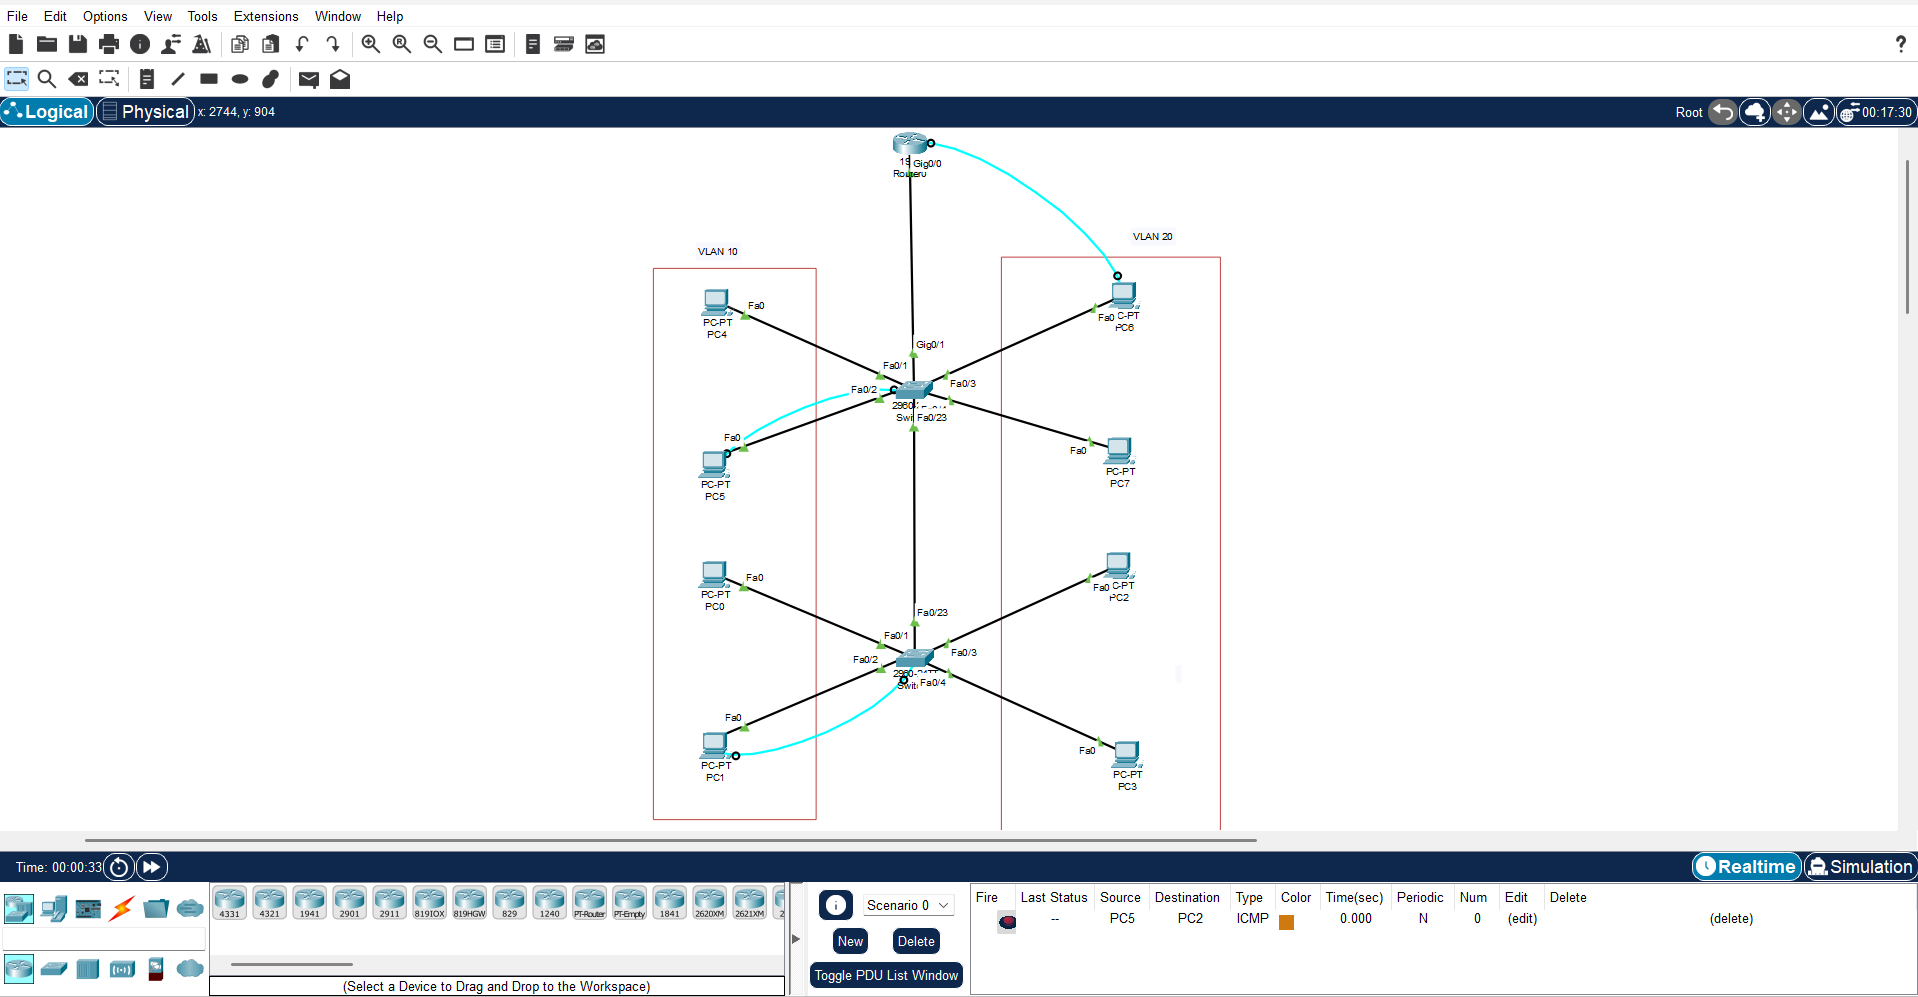 File Edit Options View Tools Extensions Window Help
?
Logical Physical x: 2744, y: 904 Root 00:17:30
Gig0/0
VLAN 10
VLAN 20
Fa0
PC-PT
PC4
Fa0
C-PT
PC6
Gig0/1
Fa0/1
Fa0/3
Fa0/2
Fa0/23
Fa0
PC-PT
PC5
Fa0
PC-PT
PC7
Fa0
PC-PT
PC0
Fa0
C-PT
PC2
Fa0/23
Fa0/1
Fa0/3
Fa0/2
Fa0/4
Fa0
PC-PT
PC1
Fa0
PC-PT
PC3
Time: 00:00:33 Realtime Simulation
4331 4321 1941 2901 2911 819IOX 819HGW 829 1240 PT-Router PT-Empty 1841 2620XM 2621XM
(Select a Device to Drag and Drop to the Workspace)
Scenario 0
New Delete
Toggle PDU List Window
Fire Last Status Source Destination Type Color Time(sec) Periodic Num Edit Delete
-- PC5 PC2 ICMP 0.000 N 0 (edit) (delete)